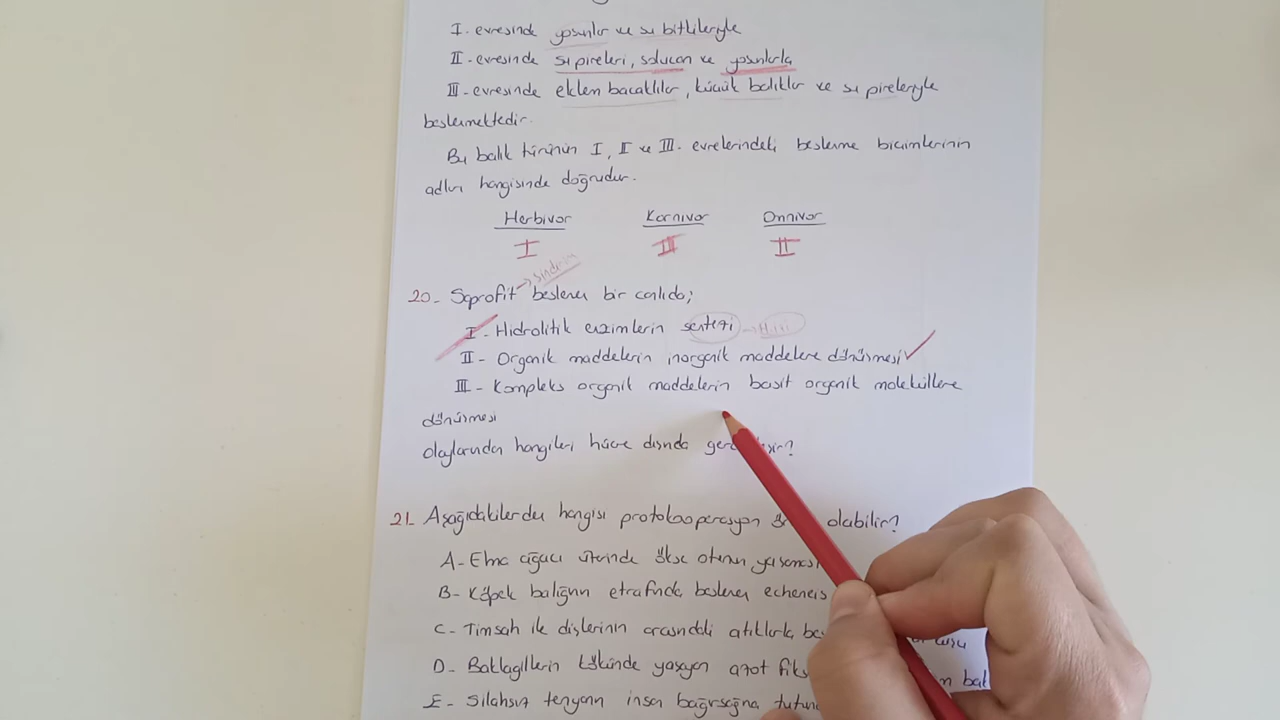 I. evresinde yosunlar ve su bitkileriyle
II - evresinde su pireleri, solucan ve yosunlarla
III - evresinde eklem bacaklılar, küçük balıklar ve su pireleriyle
beslenmektedir.
Bu balık türünün I, II ve III. evrelerindeki beslenme biçimlerinin
adları hangisinde doğrudur.
Herbivor Karnivor Omnivor
I III II
→ sindirim
20- Saprofit beslenen bir canlıda;
I - Hidrolitik enzimlerin sentezi → H.içi
II - Organik maddelerin inorganik maddelere dönüşmesi ✓
III - Kompleks organik maddelerin basit organik moleküllere
dönüşmesi
olaylarından hangileri hücre dışında
21. Aşağıdakilerden hangisi protokooperasyon olabilir?
A- Elma ağacı üzerinde ökse otunun yaşaması
B- Köpek balığının etrafında beslenen echeneis
C- Timsah ile dişlerinin arasındaki atıklarla
D- Baklagillerin kökünde yaşayan azot
E- Silahsız tenyanın insan bağırsağına